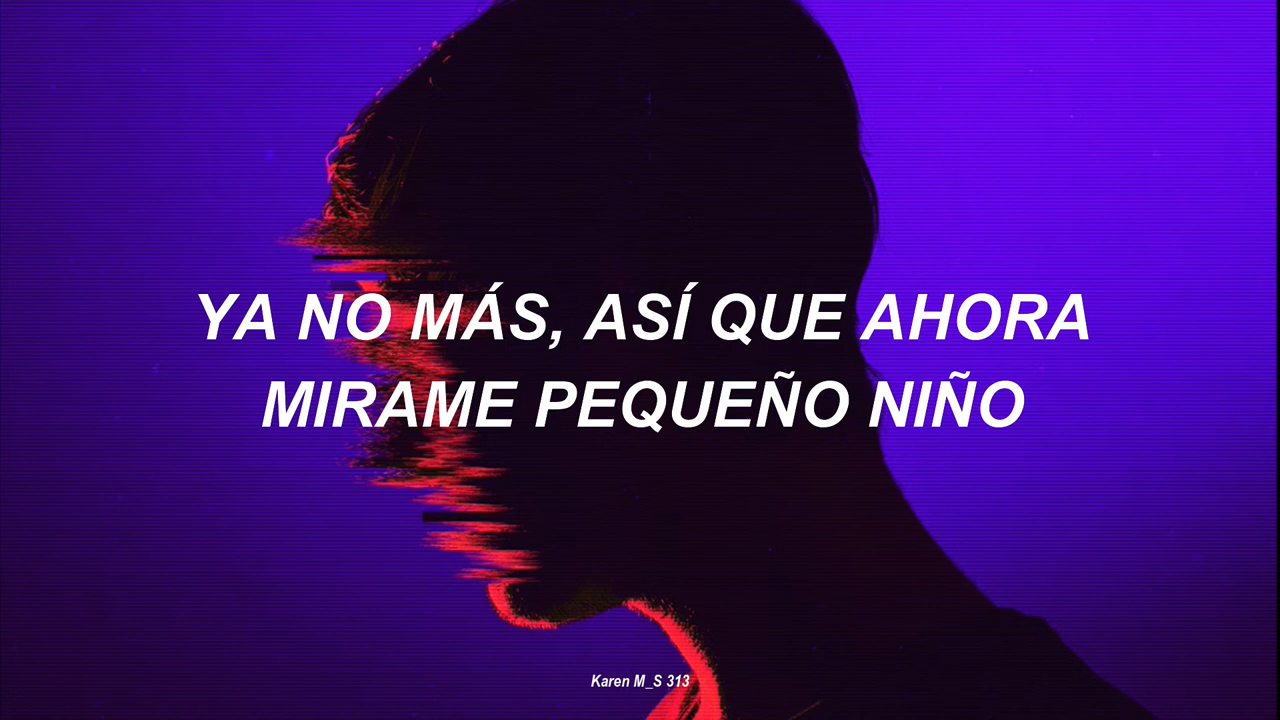 YA NO MÁS, ASÍ QUE AHORA
MIRAME PEQUEÑO NIÑO
Karen M_S 313